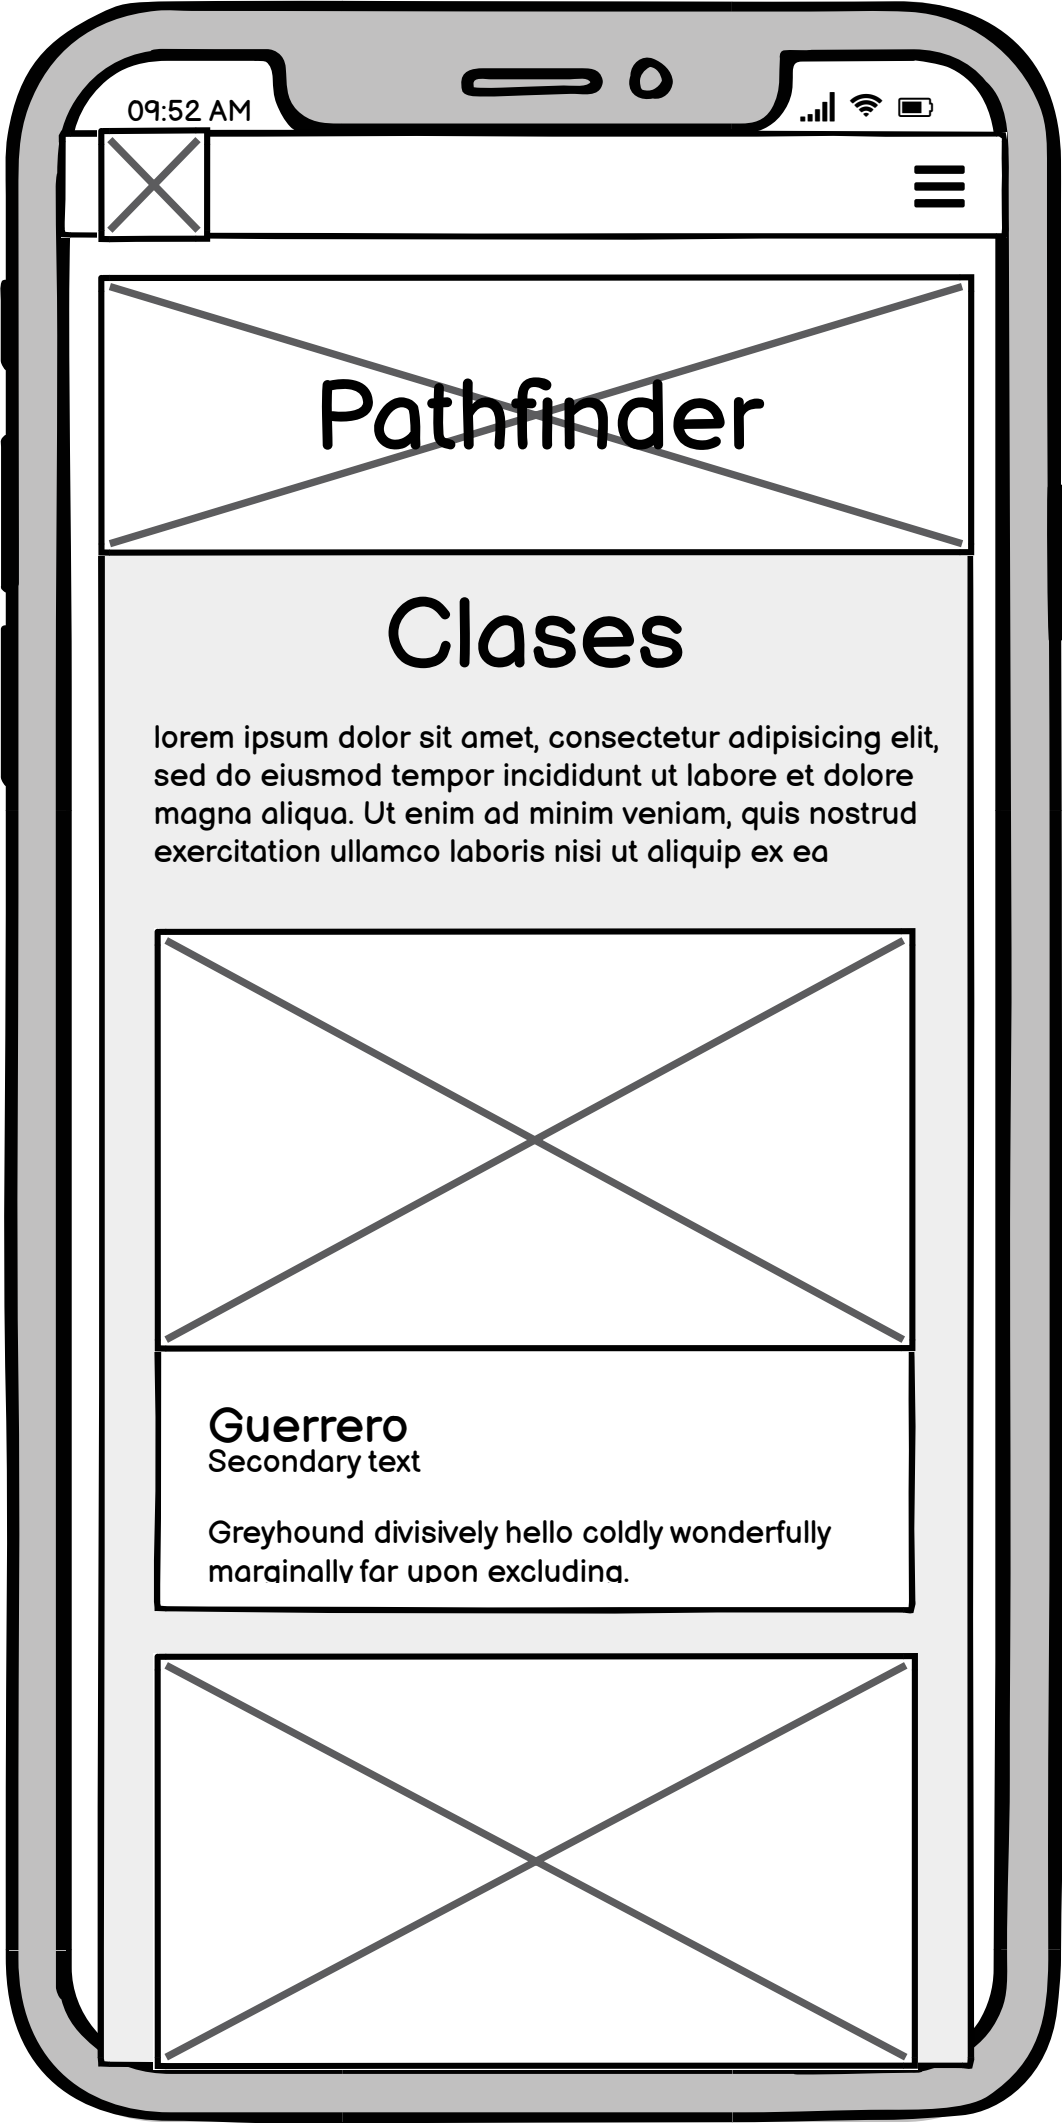 09:52 AM
Pathfinder
Clases
lorem ipsum dolor sit amet, consectetur adipisicing elit,
sed do eiusmod tempor incididunt ut labore et dolore
magna aliqua. Ut enim ad minim veniam, quis nostrud
exercitation ullamco laboris nisi ut aliquip ex ea
Guerrero
Secondary text
Greyhound divisively hello coldly wonderfully
marginally far upon excluding.